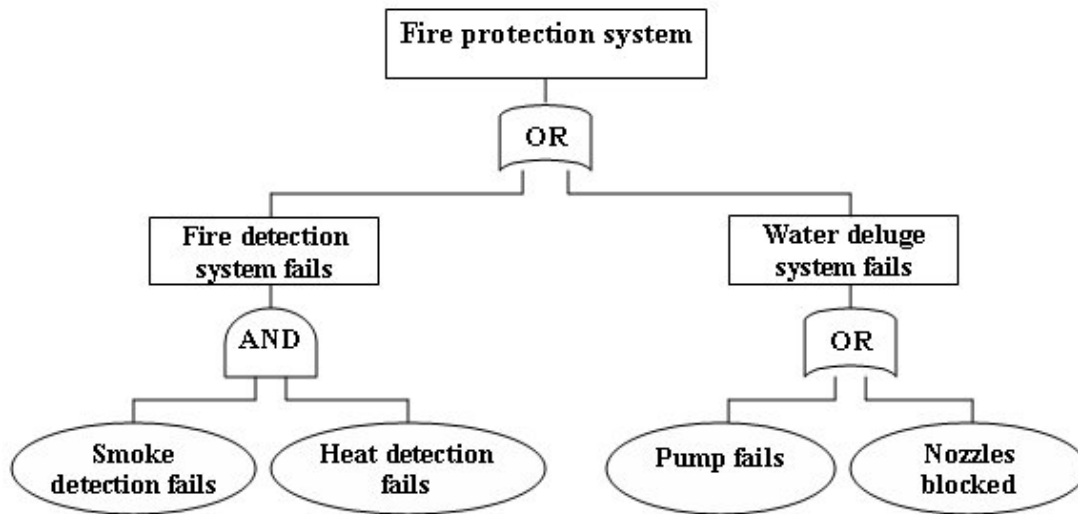 Fire protection system
OR
Fire detection
system fails
Water deluge
system fails
AND
OR
Smoke
detection fails
Heat detection
fails
Pump fails
Nozzles
blocked